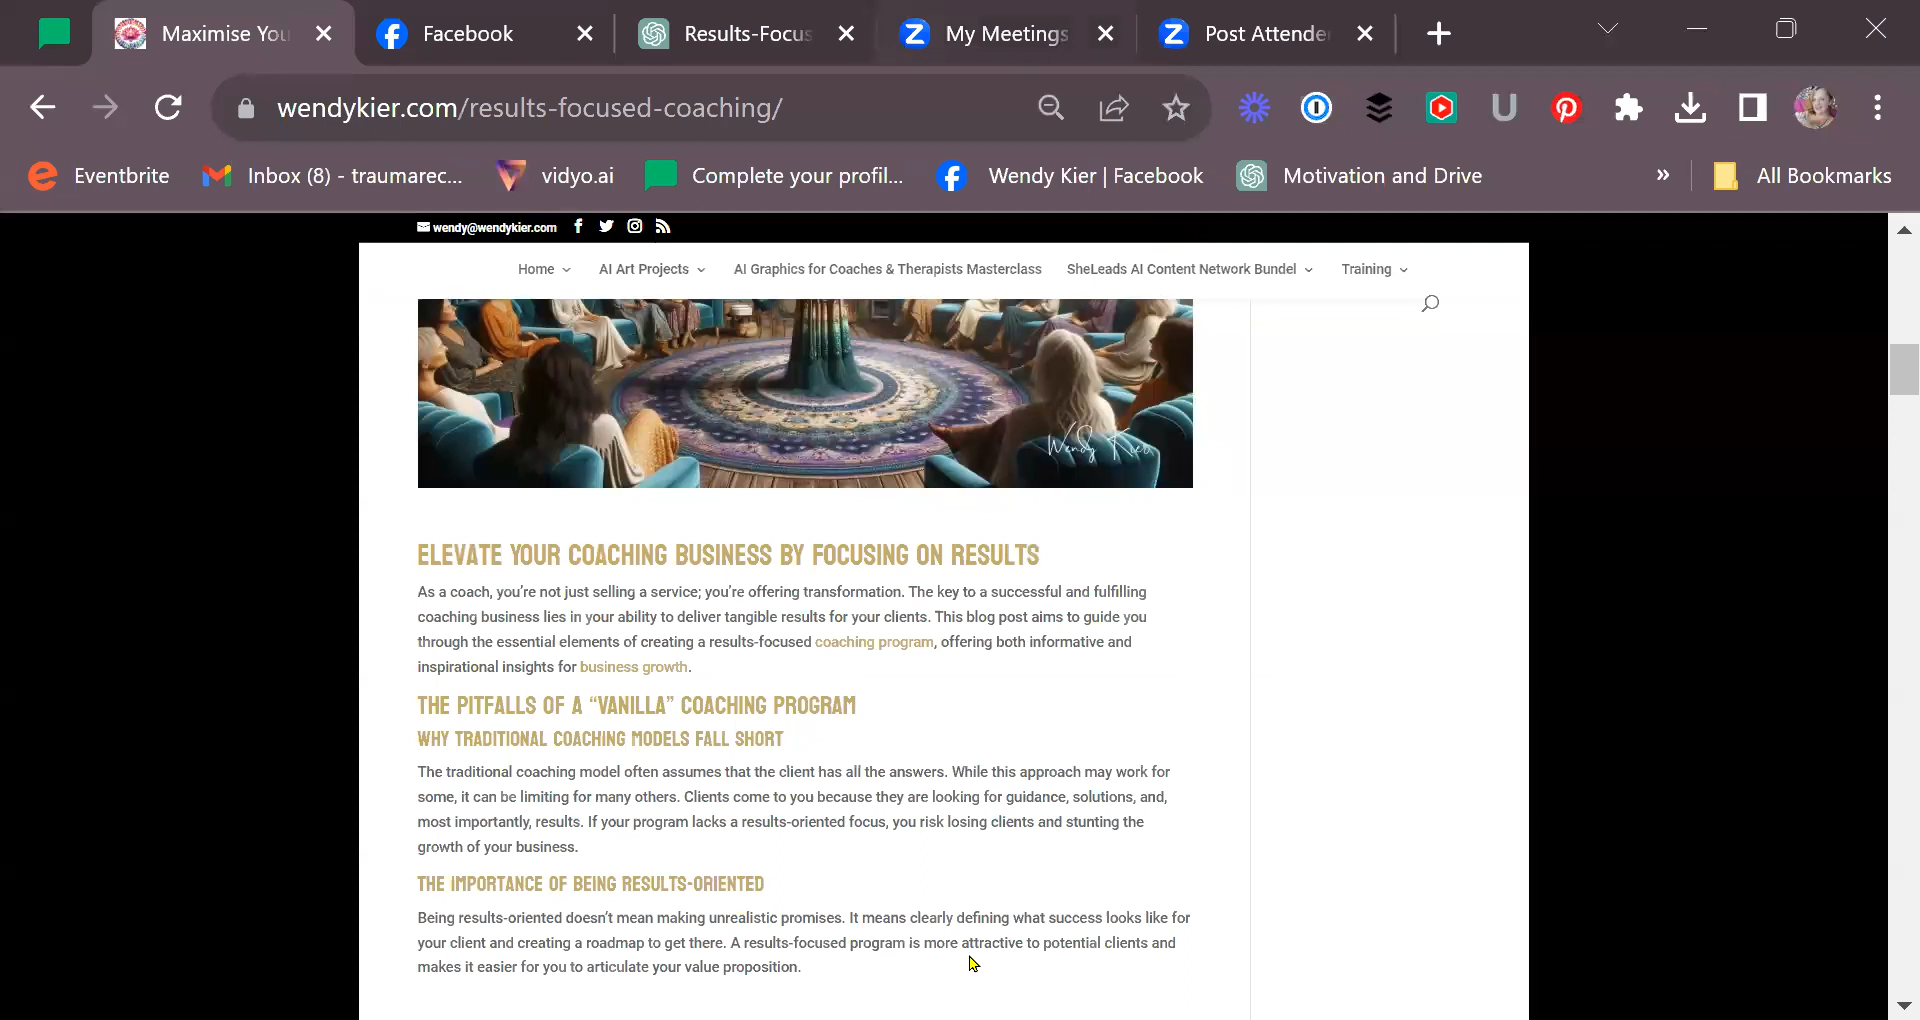 Maximise You
Facebook
Results-Focus
My Meetings
Post Attende
wendykier.com/results-focused-coaching/
Eventbrite
Inbox (8) - traumarec...
vidyo.ai
Complete your profil...
Wendy Kier | Facebook
Motivation and Drive
»
All Bookmarks
wendy@wendykier.com
Home
AI Art Projects
AI Graphics for Coaches & Therapists Masterclass
SheLeads AI Content Network Bundel
Training
Wendy Kier
ELEVATE YOUR COACHING BUSINESS BY FOCUSING ON RESULTS
As a coach, you're not just selling a service; you're offering transformation. The key to a successful and fulfilling
coaching business lies in your ability to deliver tangible results for your clients. This blog post aims to guide you
through the essential elements of creating a results-focused coaching program, offering both informative and
inspirational insights for business growth.
THE PITFALLS OF A “VANILLA” COACHING PROGRAM
WHY TRADITIONAL COACHING MODELS FALL SHORT
The traditional coaching model often assumes that the client has all the answers. While this approach may work for
some, it can be limiting for many others. Clients come to you because they are looking for guidance, solutions, and,
most importantly, results. If your program lacks a results-oriented focus, you risk losing clients and stunting the
growth of your business.
THE IMPORTANCE OF BEING RESULTS-ORIENTED
Being results-oriented doesn't mean making unrealistic promises. It means clearly defining what success looks like for
your client and creating a roadmap to get there. A results-focused program is more attractive to potential clients and
makes it easier for you to articulate your value proposition.